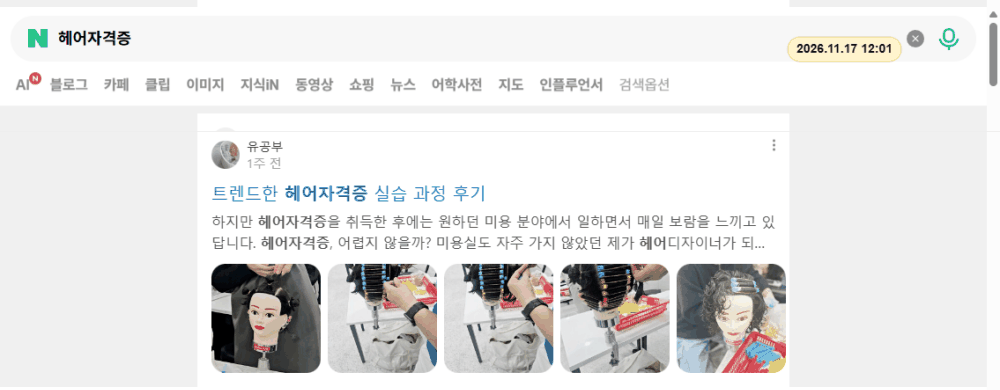 N 헤어자격증
2026.11.17 12:01
AI N 블로그 카페 클립 이미지 지식iN 동영상 쇼핑 뉴스 어학사전 지도 인플루언서 검색옵션
유공부
1주 전
트렌드한 헤어자격증 실습 과정 후기
하지만 헤어자격증을 취득한 후에는 원하던 미용 분야에서 일하면서 매일 보람을 느끼고 있
답니다. 헤어자격증, 어렵지 않을까? 미용실도 자주 가지 않았던 제가 헤어디자이너가 되...